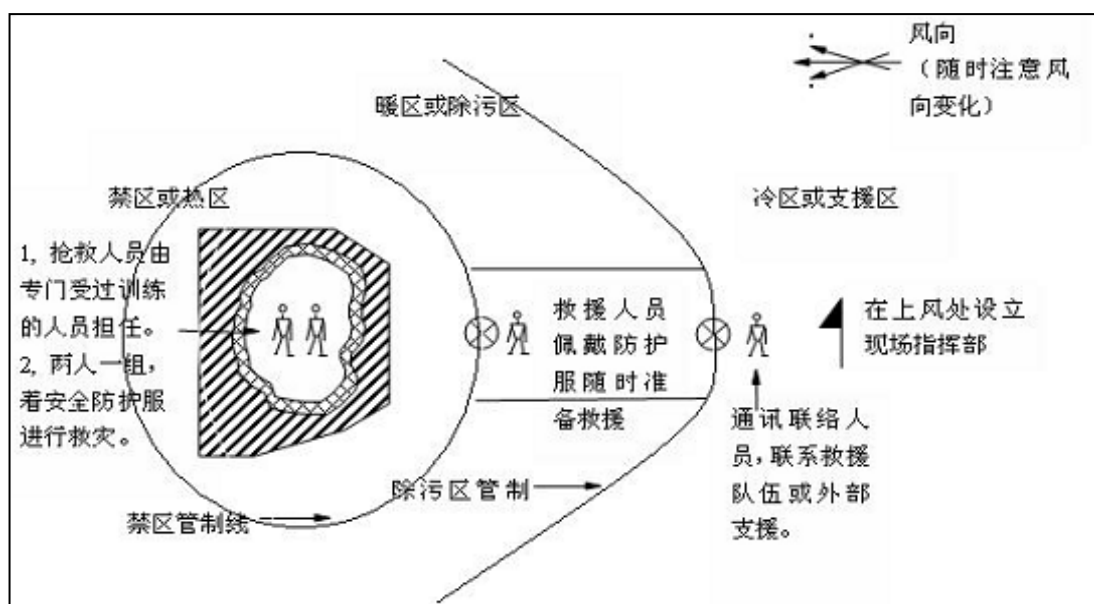 风向
（随时注意风
向变化）
暖区或除污区
禁区或热区
冷区或支援区
1, 抢救人员由
专门受过训练
的人员担任。
2, 两人一组，
着安全防护服
进行救灾。
救援人员
佩戴防护
服随时准
备救援
在上风处设立
现场指挥部
通讯联络人
员，联系救援
队伍或外部
支援。
除污区管制
禁区管制线